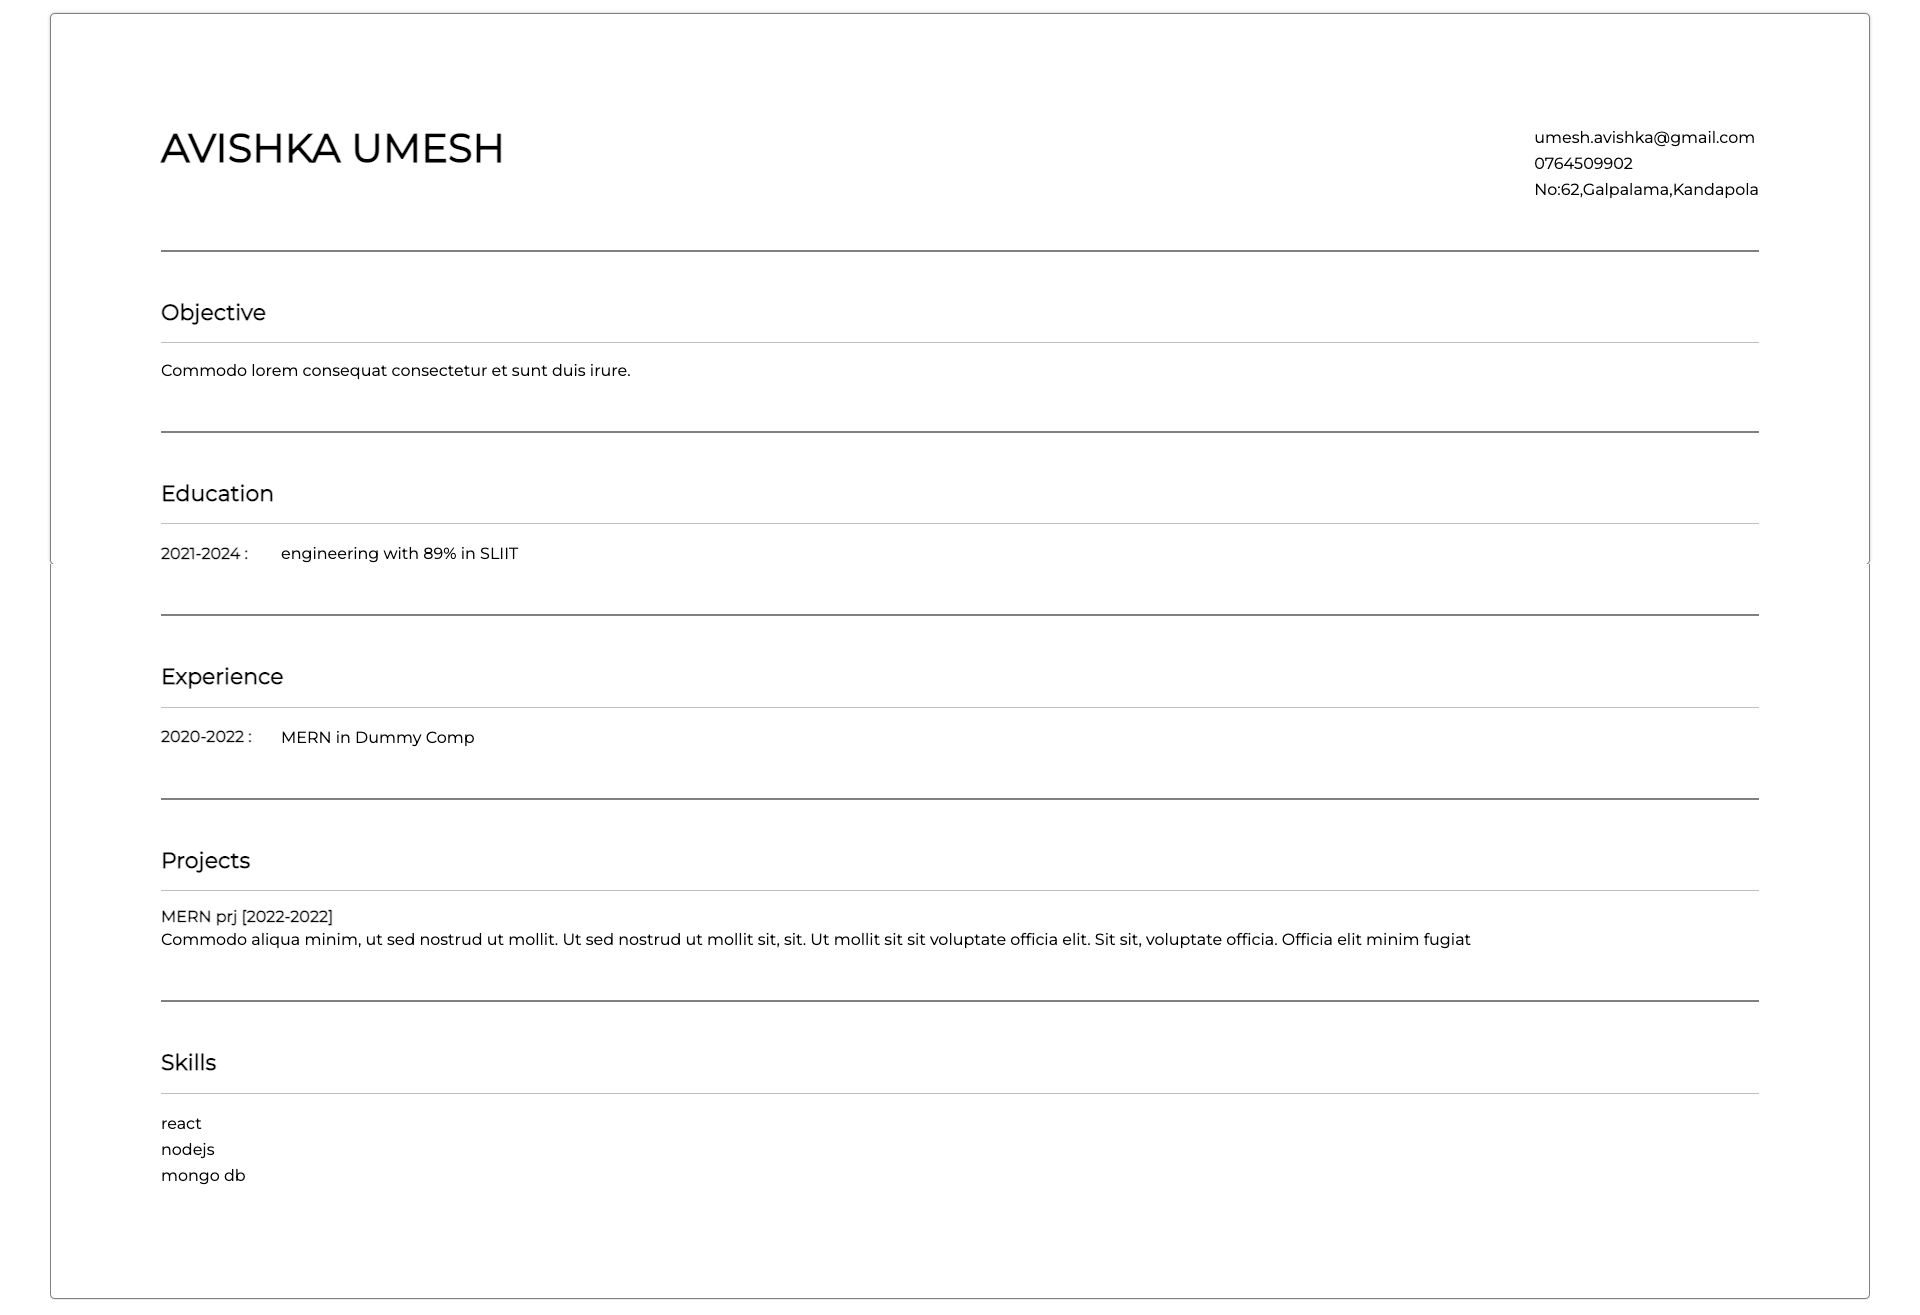 AVISHKA UMESH
umesh.avishka@gmail.com
0764509902
No:62,Galpalama,Kandapola
Objective
Commodo lorem consequat consectetur et sunt duis irure.
Education
2021-2024 : engineering with 89% in SLIIT
Experience
2020-2022 : MERN in Dummy Comp
Projects
MERN prj [2022-2022]
Commodo aliqua minim, ut sed nostrud ut mollit. Ut sed nostrud ut mollit sit, sit. Ut mollit sit sit voluptate officia elit. Sit sit, voluptate officia. Officia elit minim fugiat
Skills
react
nodejs
mongo db